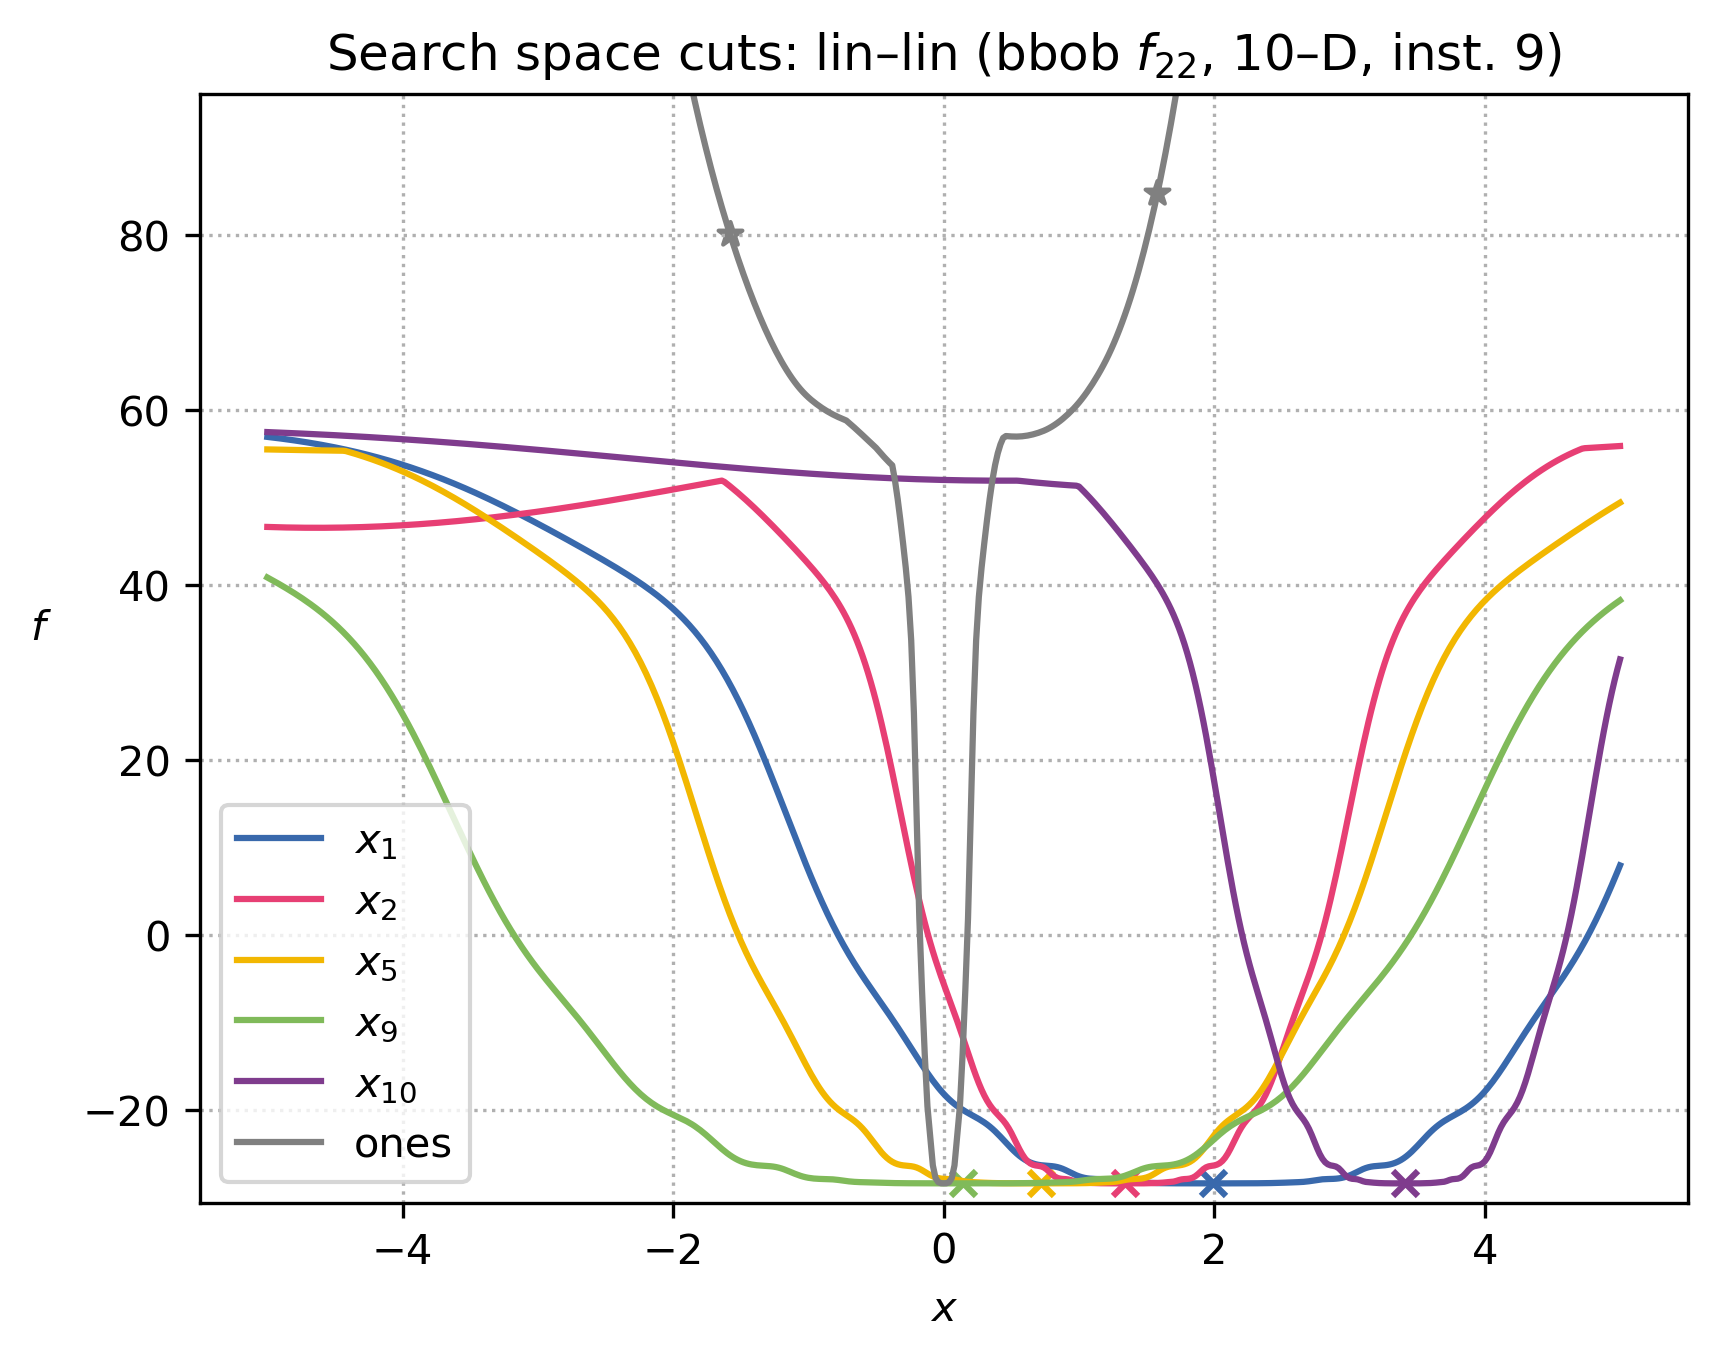 Search space cuts: lin–lin (bbob f₂₂, 10–D, inst. 9)
80
60
40
20
0
−20
f
x₁
x₂
x₅
x₉
x₁₀
ones
−4 −2 0 2 4
x